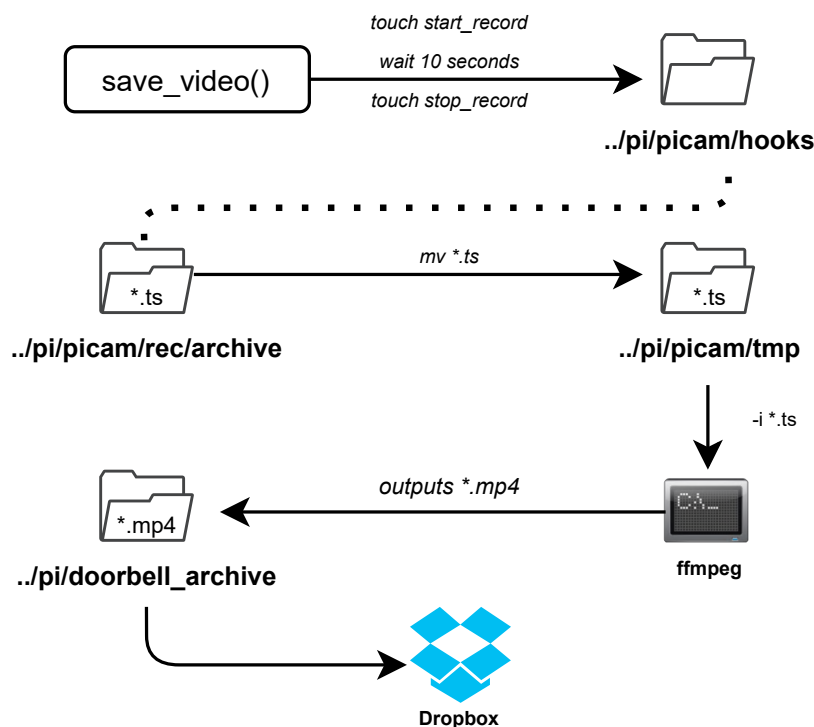 touch start_record
save_video()
wait 10 seconds
touch stop_record
../pi/picam/hooks
*.ts
mv *.ts
*.ts
../pi/picam/rec/archive
../pi/picam/tmp
-i *.ts
*.mp4
outputs *.mp4
C:\_
../pi/doorbell_archive
ffmpeg
Dropbox